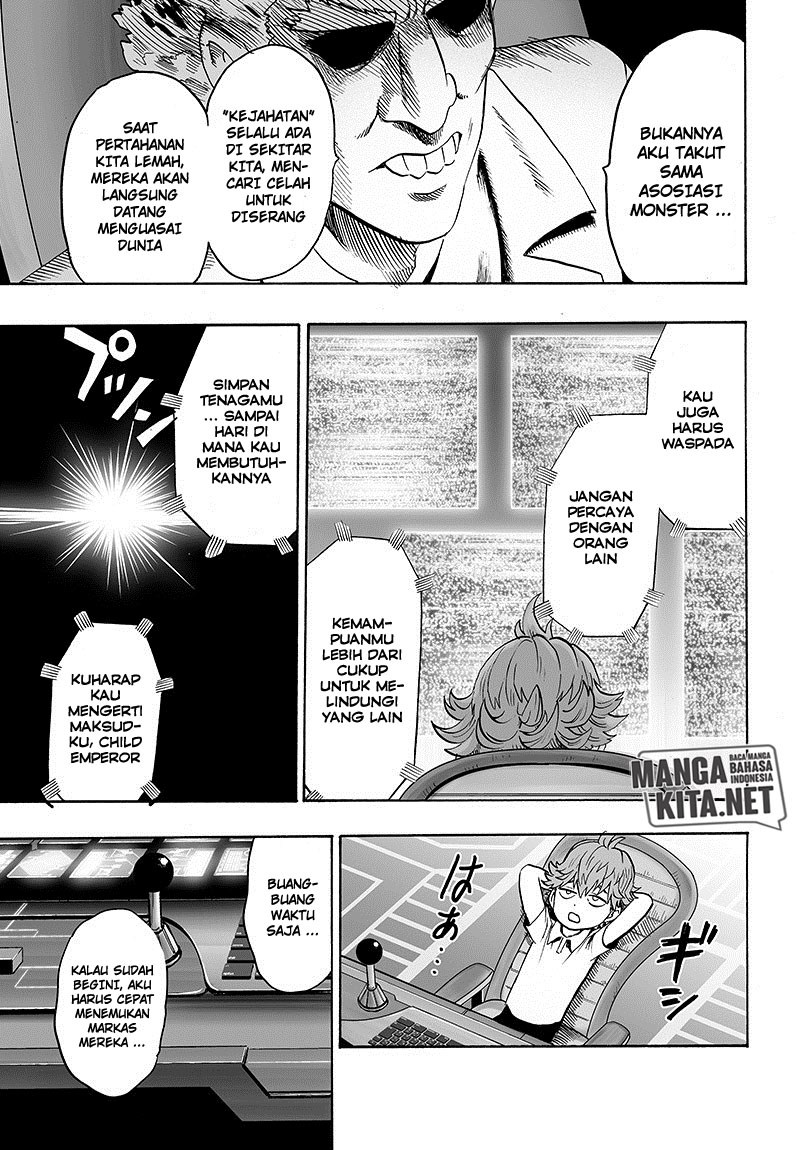 BUKANNYA
AKU TAKUT
SAMA
ASOSIASI
MONSTER ...
"KEJAHATAN"
SELALU ADA
DI SEKITAR
KITA, MEN-
CARI CELAH
UNTUK
DISERANG
SAAT
PERTAHANAN
KITA LEMAH,
MEREKA AKAN
LANGSUNG
DATANG
MENGUASAI
DUNIA
KAU
JUGA
HARUS
WASPADA
JANGAN
PERCAYA
DENGAN
ORANG
LAIN
KEMAM-
PUANMU
LEBIH DARI
CUKUP
UNTUK ME-
LINDUNGI
YANG LAIN
SIMPAN
TENAGAMU
... SAMPAI
HARI DI
MANA KAU
MEMBUTUH-
KANNYA
プツン
KUHARAP
KAU
MENGERTI
MAKSUD-
KU, CHILD
EMPEROR
MANGA
KITA.NET
BACA MANGA
BAHASA
INDONESIA
ギシ
はぁ...
BUANG-
BUANG
WAKTU
SAJA ...
KALAU SUDAH
BEGINI, AKU
HARUS CEPAT
MENEMUKAN
MARKAS
MEREKA ...